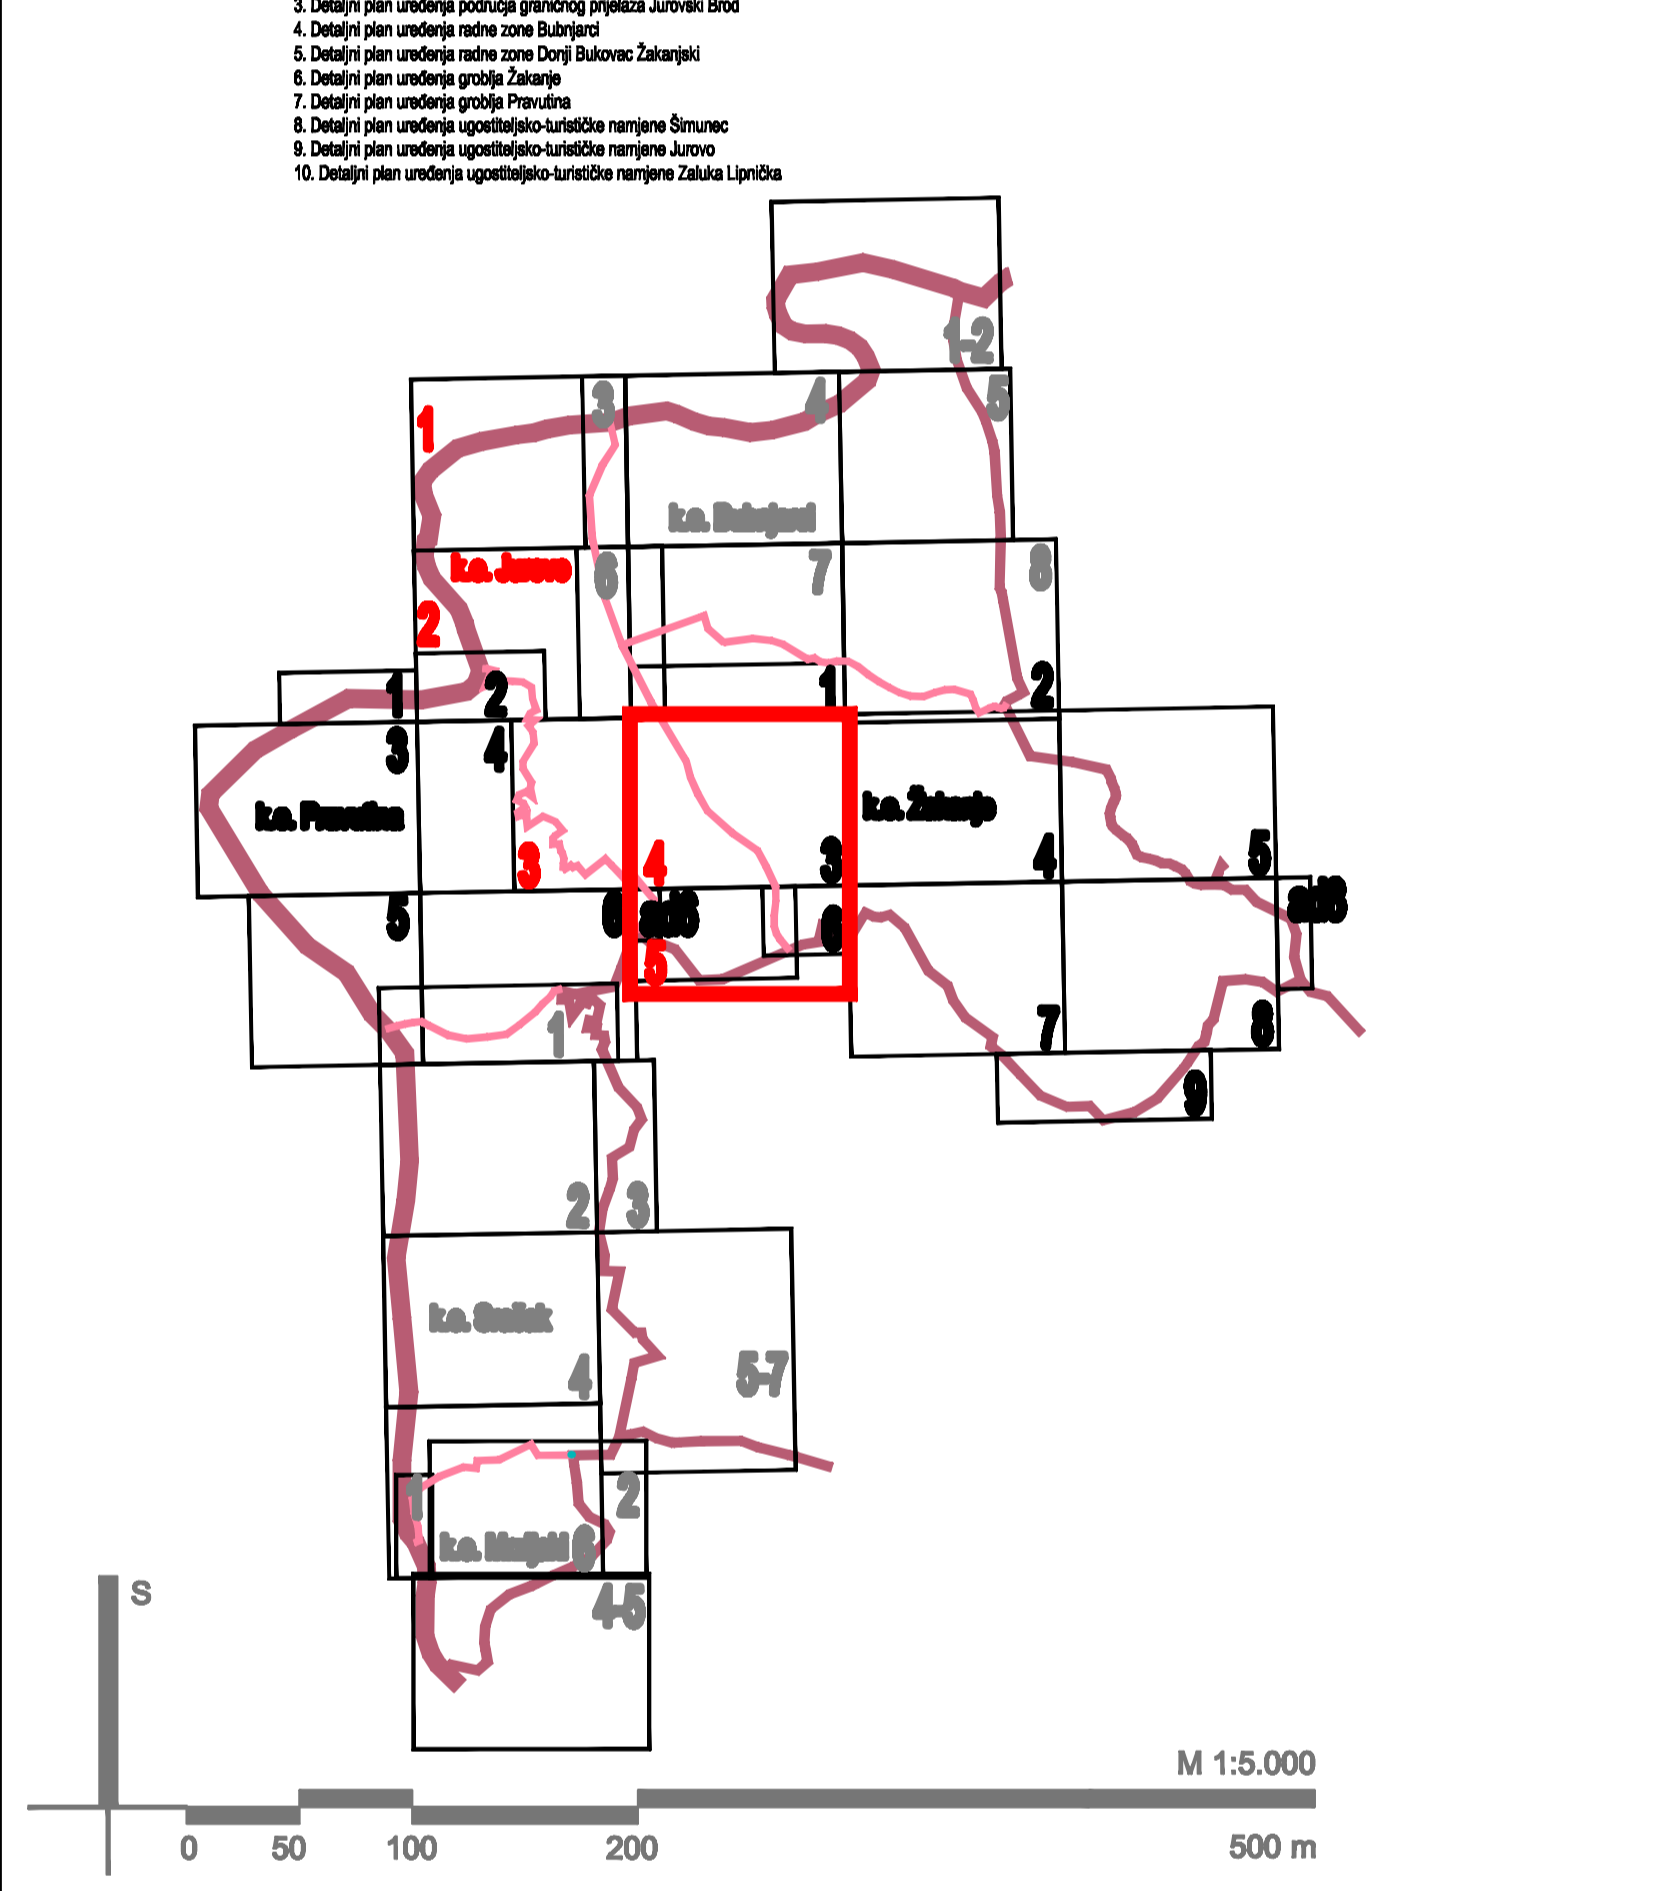 3. Detaljni plan uređenja područja graničnog prijelaza Jurovski Brod
4. Detaljni plan uređenja radne zone Bubnjarci
5. Detaljni plan uređenja radne zone Donji Bukovac Žakanjski
6. Detaljni plan uređenja groblja Žakanje
7. Detaljni plan uređenja groblja Pravutina
8. Detaljni plan uređenja ugostiteljsko-turističke namjene Šimunec
9. Detaljni plan uređenja ugostiteljsko-turističke namjene Jurovo
10. Detaljni plan uređenja ugostiteljsko-turističke namjene Zaluka Lipnička
1-2
1
3
4
5
k.o. Bubnjarci
k.o. Jurovo
2
6
7
8
1
2
1
2
3
4
k.o. Pravutina
k.o. Žakanje
3
4
3
4
5
5
6
5
6
7
8
9
1
2
3
k.o.
4
5-7
1
2
k.o.
6
4-5
S
M 1:5.000
0
50
100
200
500 m